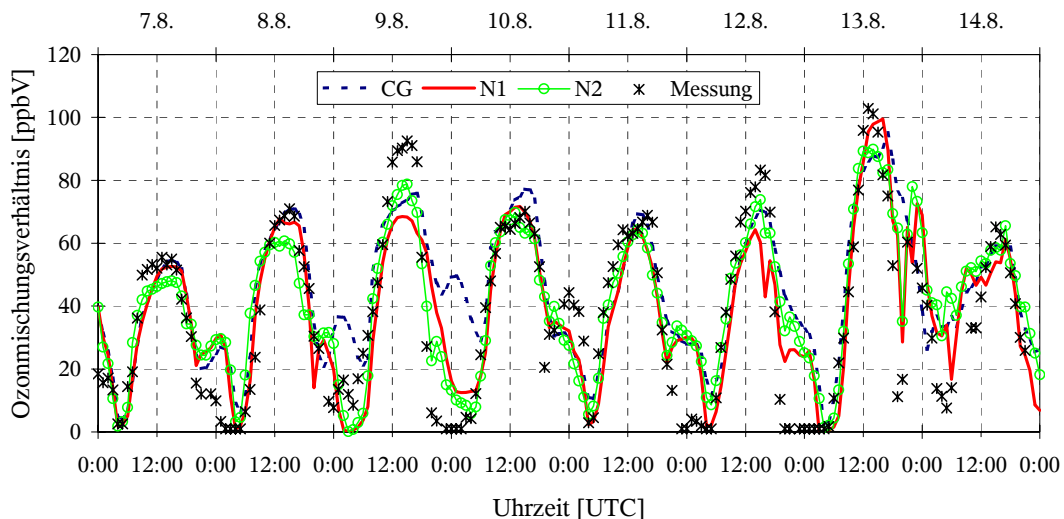 7.8. 8.8. 9.8. 10.8. 11.8. 12.8. 13.8. 14.8.
Ozonmischungsverhältnis [ppbV]
120
100
80
60
40
20
0
CG N1 N2 Messung
0:00 12:00 0:00 12:00 0:00 12:00 0:00 12:00 0:00 12:00 0:00 12:00 0:00 12:00 0:00 12:00 0:00
Uhrzeit [UTC]